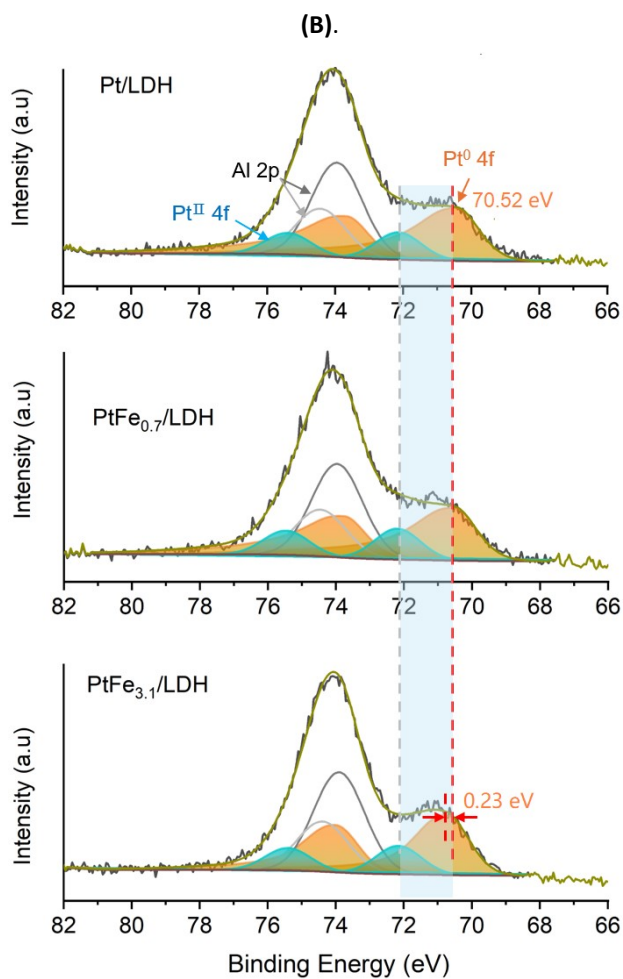 (B).
Pt/LDH
Intensity (a.u)
Al 2p
Ptᴵᴵ 4f
Pt⁰ 4f
70.52 eV
82 80 78 76 74 72 70 68 66
PtFe₀.₇/LDH
Intensity (a.u)
82 80 78 76 74 72 70 68 66
PtFe₃.₁/LDH
Intensity (a.u)
0.23 eV
82 80 78 76 74 72 70 68 66
Binding Energy (eV)